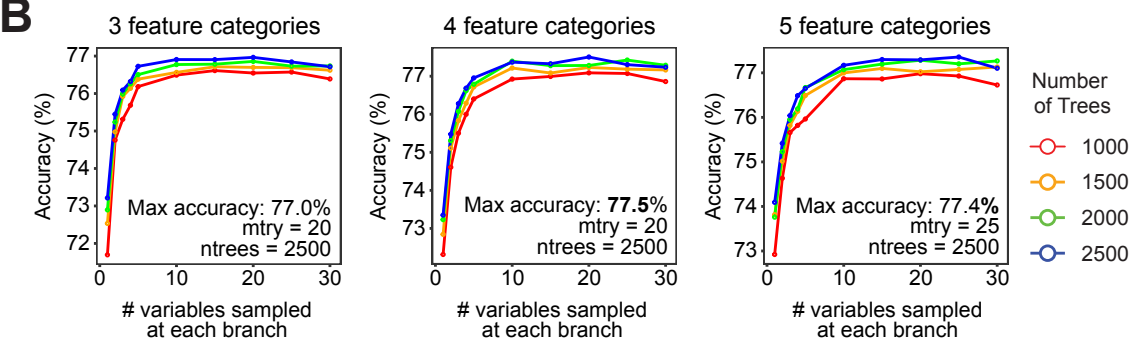 B
3 feature categories
Accuracy (%)
77
76
75
74
73
72
Max accuracy: 77.0%
mtry = 20
ntrees = 2500
0 10 20 30
# variables sampled
at each branch
4 feature categories
Accuracy (%)
77
76
75
74
73
Max accuracy: 77.5%
mtry = 20
ntrees = 2500
0 10 20 30
# variables sampled
at each branch
5 feature categories
Accuracy (%)
77
76
75
74
73
Max accuracy: 77.4%
mtry = 25
ntrees = 2500
0 10 20 30
# variables sampled
at each branch
Number
of Trees
1000
1500
2000
2500